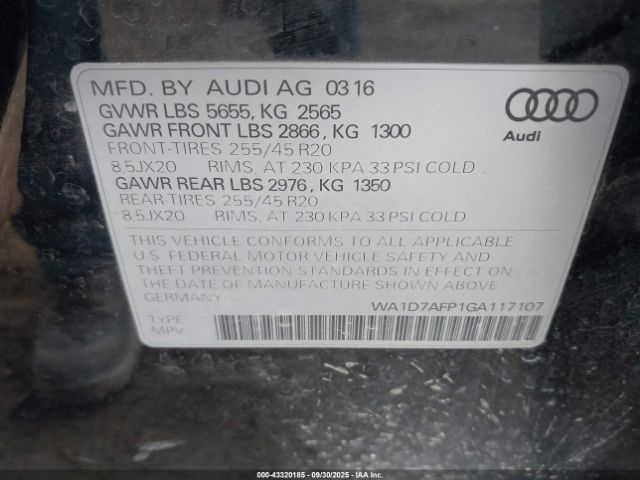 MFD. BY AUDI AG 03 16
GVWR LBS 5655, KG 2565
GAWR FRONT LBS 2866, KG 1300
FRONT-TIRES 255/45 R20
8,5JX20 RIMS, AT 230 KPA 33 PSI COLD .
GAWR REAR LBS 2976, KG 1350
REAR-TIRES 255/45 R20
8,5JX20 RIMS, AT 230 KPA 33 PSI COLD
Audi
THIS VEHICLE CONFORMS TO ALL APPLICABLE
U.S. FEDERAL MOTOR VEHICLE SAFETY AND
THEFT PREVENTION STANDARDS IN EFFECT ON
THE DATE OF MANUFACTURE SHOWN ABOVE
GERMANY
WA1D7AFP1GA117107
TYPE
MPV
000-43320185 - 09/30/2025 - IAA Inc.